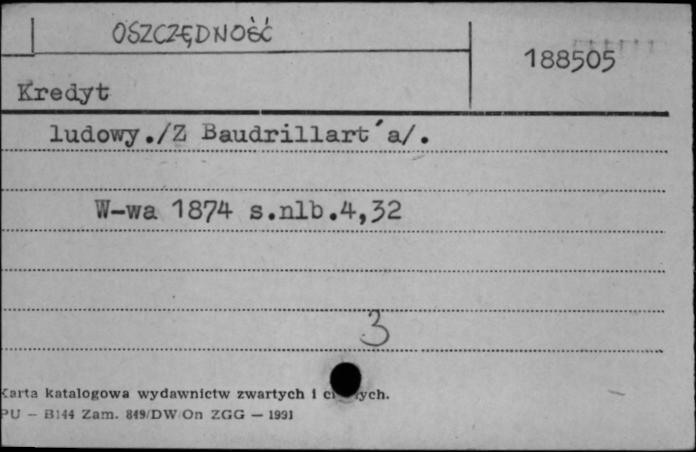 OSZCZĘDNOŚĆ
188505
Kredyt
ludowy./Z Baudrillart´a/.
W-wa 1874 s.nlb.4,32
3
Karta katalogowa wydawnictw zwartych i
PU — B144 Zam. 849/DW/On ZGG — 1991